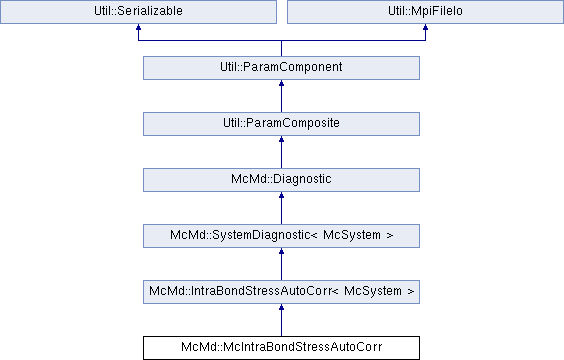 Util::Serializable
Util::MpiFileIo
Util::ParamComponent
Util::ParamComposite
McMd::Diagnostic
McMd::SystemDiagnostic< McSystem >
McMd::IntraBondStressAutoCorr< McSystem >
McMd::McIntraBondStressAutoCorr